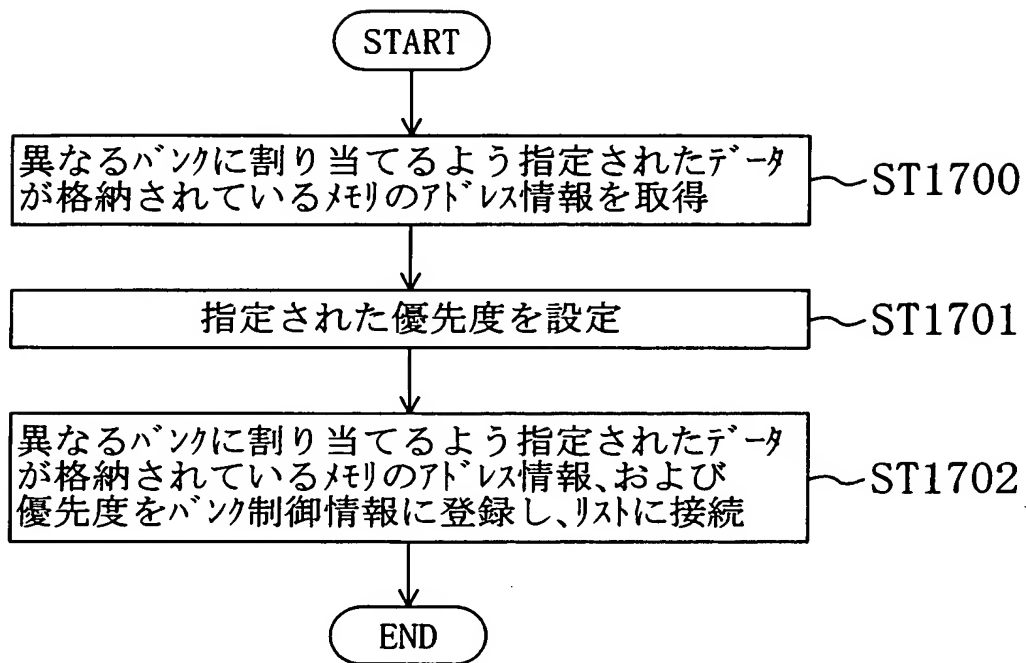 START
異なるバンクに割り当てるよう指定されたデータ
が格納されているメモリのアドレス情報を取得
ST1700
指定された優先度を設定
ST1701
異なるバンクに割り当てるよう指定されたデータ
が格納されているメモリのアドレス情報、および
優先度をバンク制御情報に登録し、リストに接続
ST1702
END